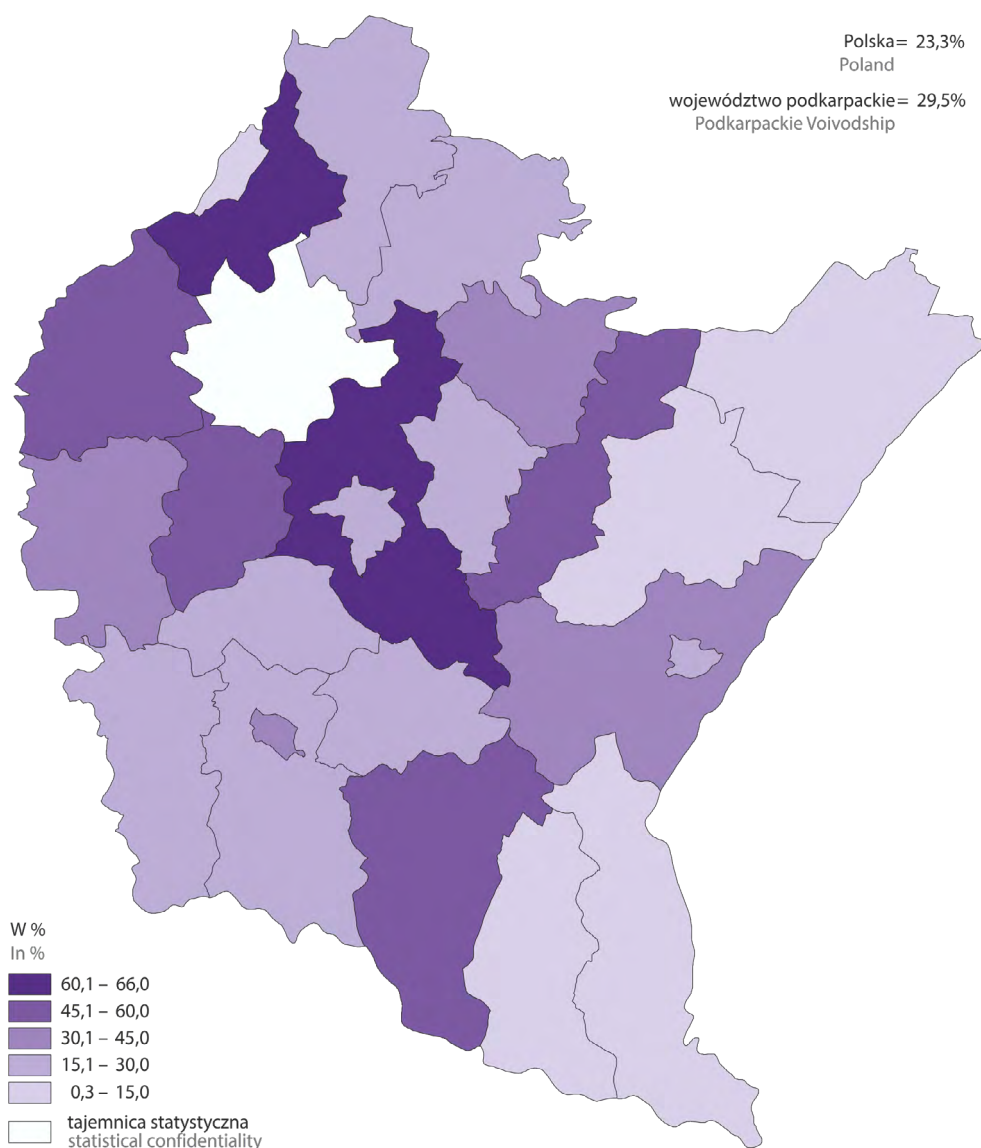 Polska= 23,3%
Poland
województwo podkarpackie= 29,5%
Podkarpackie Voivodship
W %
In %
60,1 – 66,0
45,1 – 60,0
30,1 – 45,0
15,1 – 30,0
0,3 – 15,0
tajemnica statystyczna
statistical confidentiality